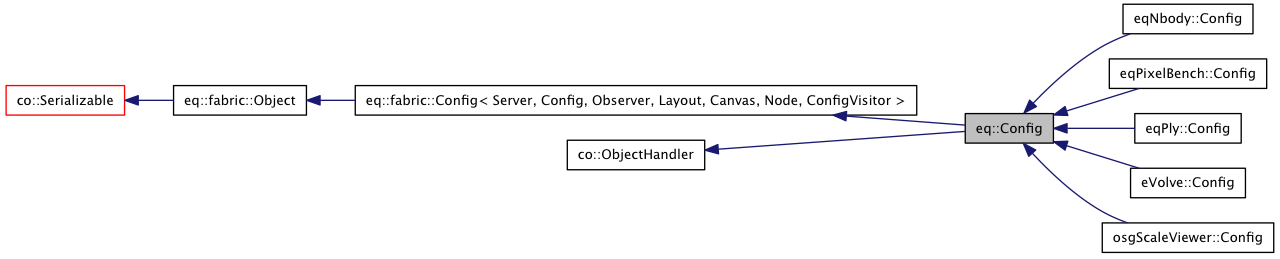 eqNbody::Config
eqPixelBench::Config
co::Serializable
eq::fabric::Object
eq::fabric::Config< Server, Config, Observer, Layout, Canvas, Node, ConfigVisitor >
eq::Config
eqPly::Config
co::ObjectHandler
eVolve::Config
osgScaleViewer::Config